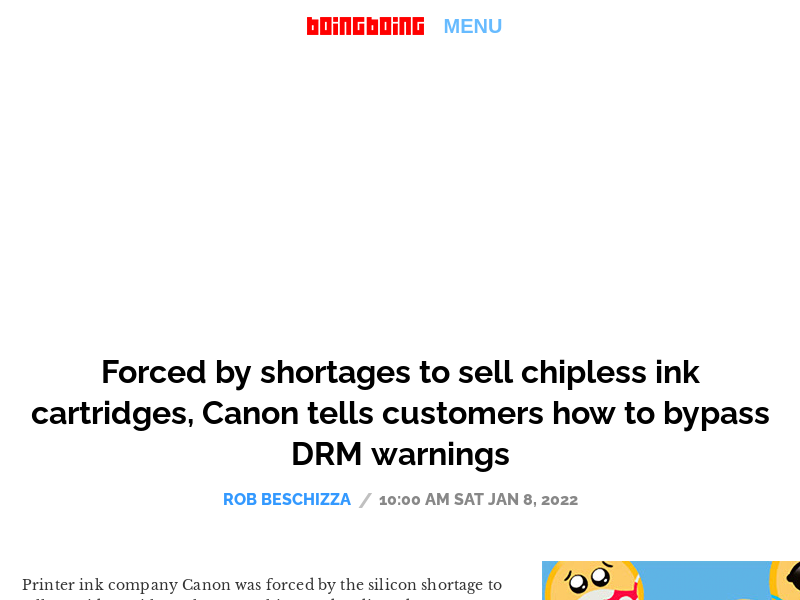 boingboing MENU
Forced by shortages to sell chipless ink
cartridges, Canon tells customers how to bypass
DRM warnings
ROB BESCHIZZA / 10:00 AM SAT JAN 8, 2022
Printer ink company Canon was forced by the silicon shortage to